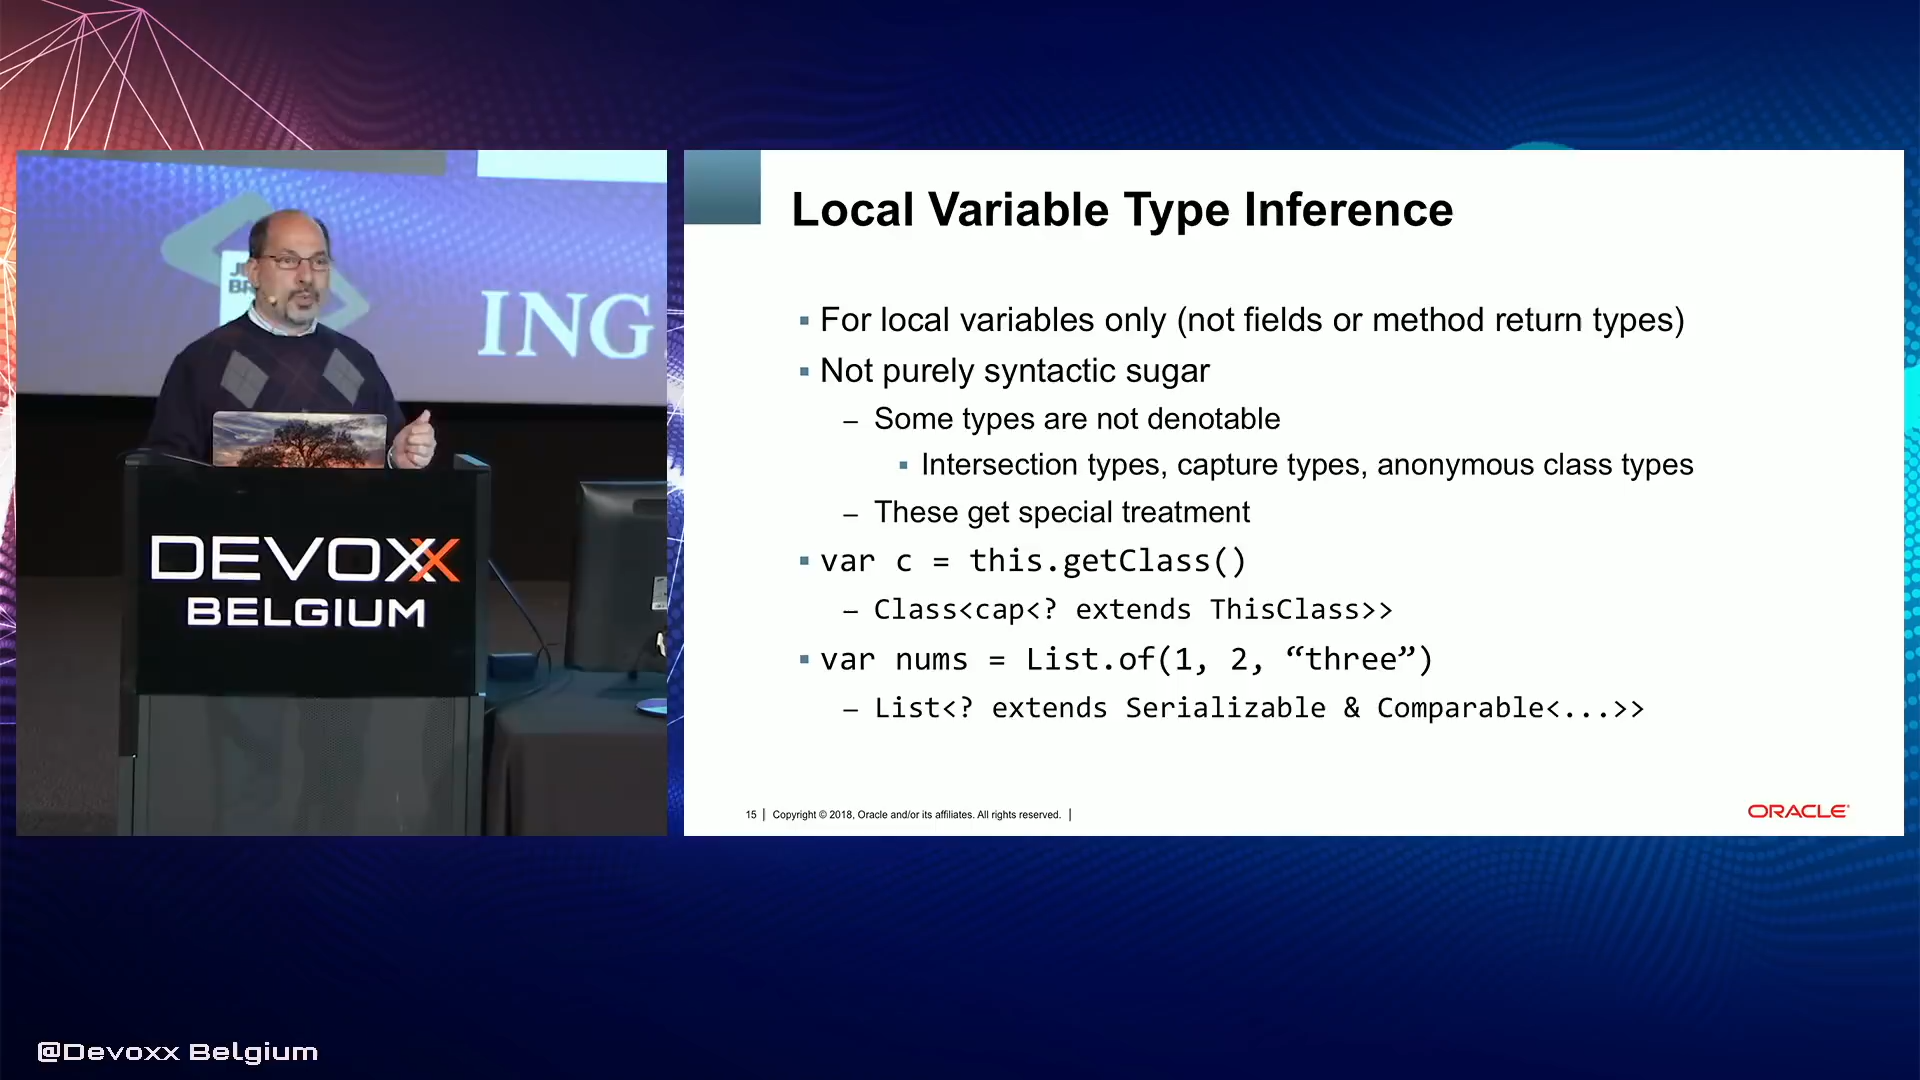 JE
BR
ING
DEVOXX
BELGIUM
Local Variable Type Inference
▪ For local variables only (not fields or method return types)
▪ Not purely syntactic sugar
– Some types are not denotable
▪ Intersection types, capture types, anonymous class types
– These get special treatment
▪ var c = this.getClass()
– Class<cap<? extends ThisClass>>
▪ var nums = List.of(1, 2, “three”)
– List<? extends Serializable & Comparable<...>>
15 | Copyright © 2018, Oracle and/or its affiliates. All rights reserved. |
ORACLE
@Devoxx Belgium